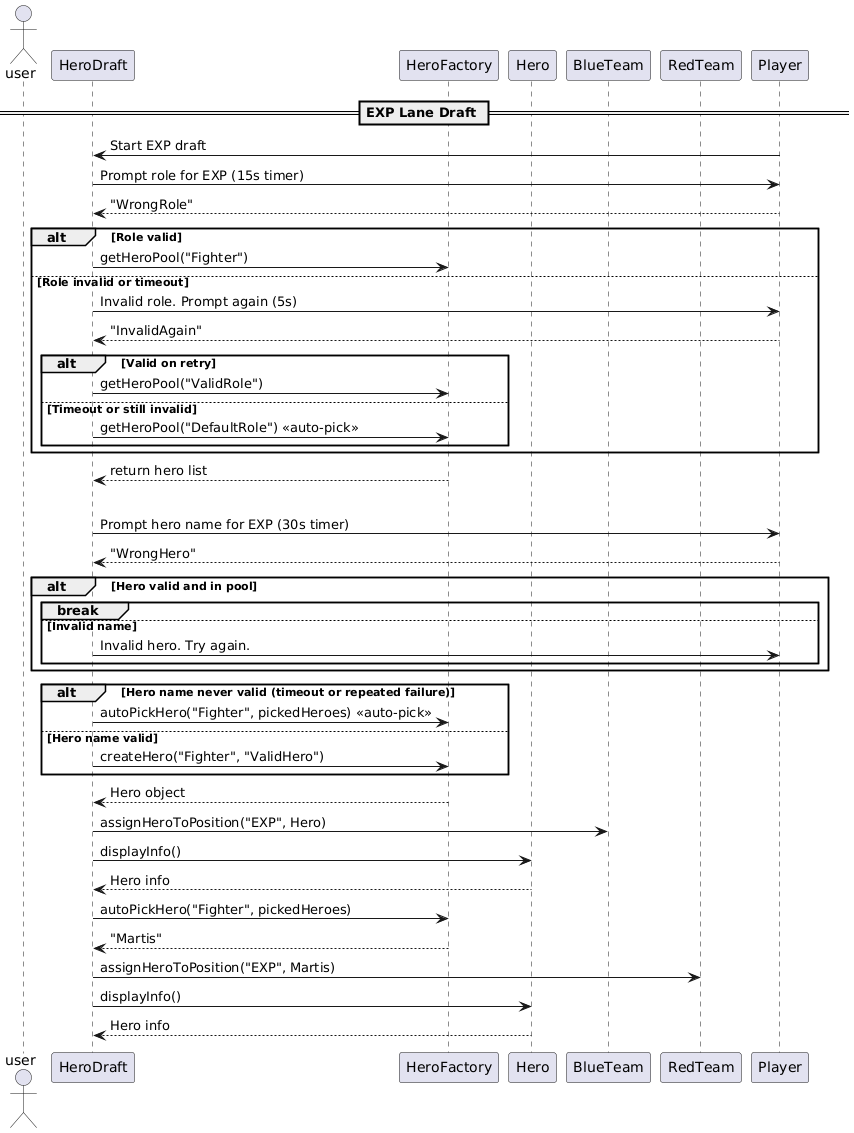 user
HeroDraft
HeroFactory
Hero
BlueTeam
RedTeam
Player
EXP Lane Draft
Start EXP draft
Prompt role for EXP (15s timer)
"WrongRole"
alt
[Role valid]
getHeroPool("Fighter")
[Role invalid or timeout]
Invalid role. Prompt again (5s)
"InvalidAgain"
alt
[Valid on retry]
getHeroPool("ValidRole")
[Timeout or still invalid]
getHeroPool("DefaultRole") «auto-pick»
return hero list
Prompt hero name for EXP (30s timer)
"WrongHero"
alt
[Hero valid and in pool]
break
[Invalid name]
Invalid hero. Try again.
alt
[Hero name never valid (timeout or repeated failure)]
autoPickHero("Fighter", pickedHeroes) «auto-pick»
[Hero name valid]
createHero("Fighter", "ValidHero")
Hero object
assignHeroToPosition("EXP", Hero)
displayInfo()
Hero info
autoPickHero("Fighter", pickedHeroes)
"Martis"
assignHeroToPosition("EXP", Martis)
displayInfo()
Hero info
user
HeroDraft
HeroFactory
Hero
BlueTeam
RedTeam
Player